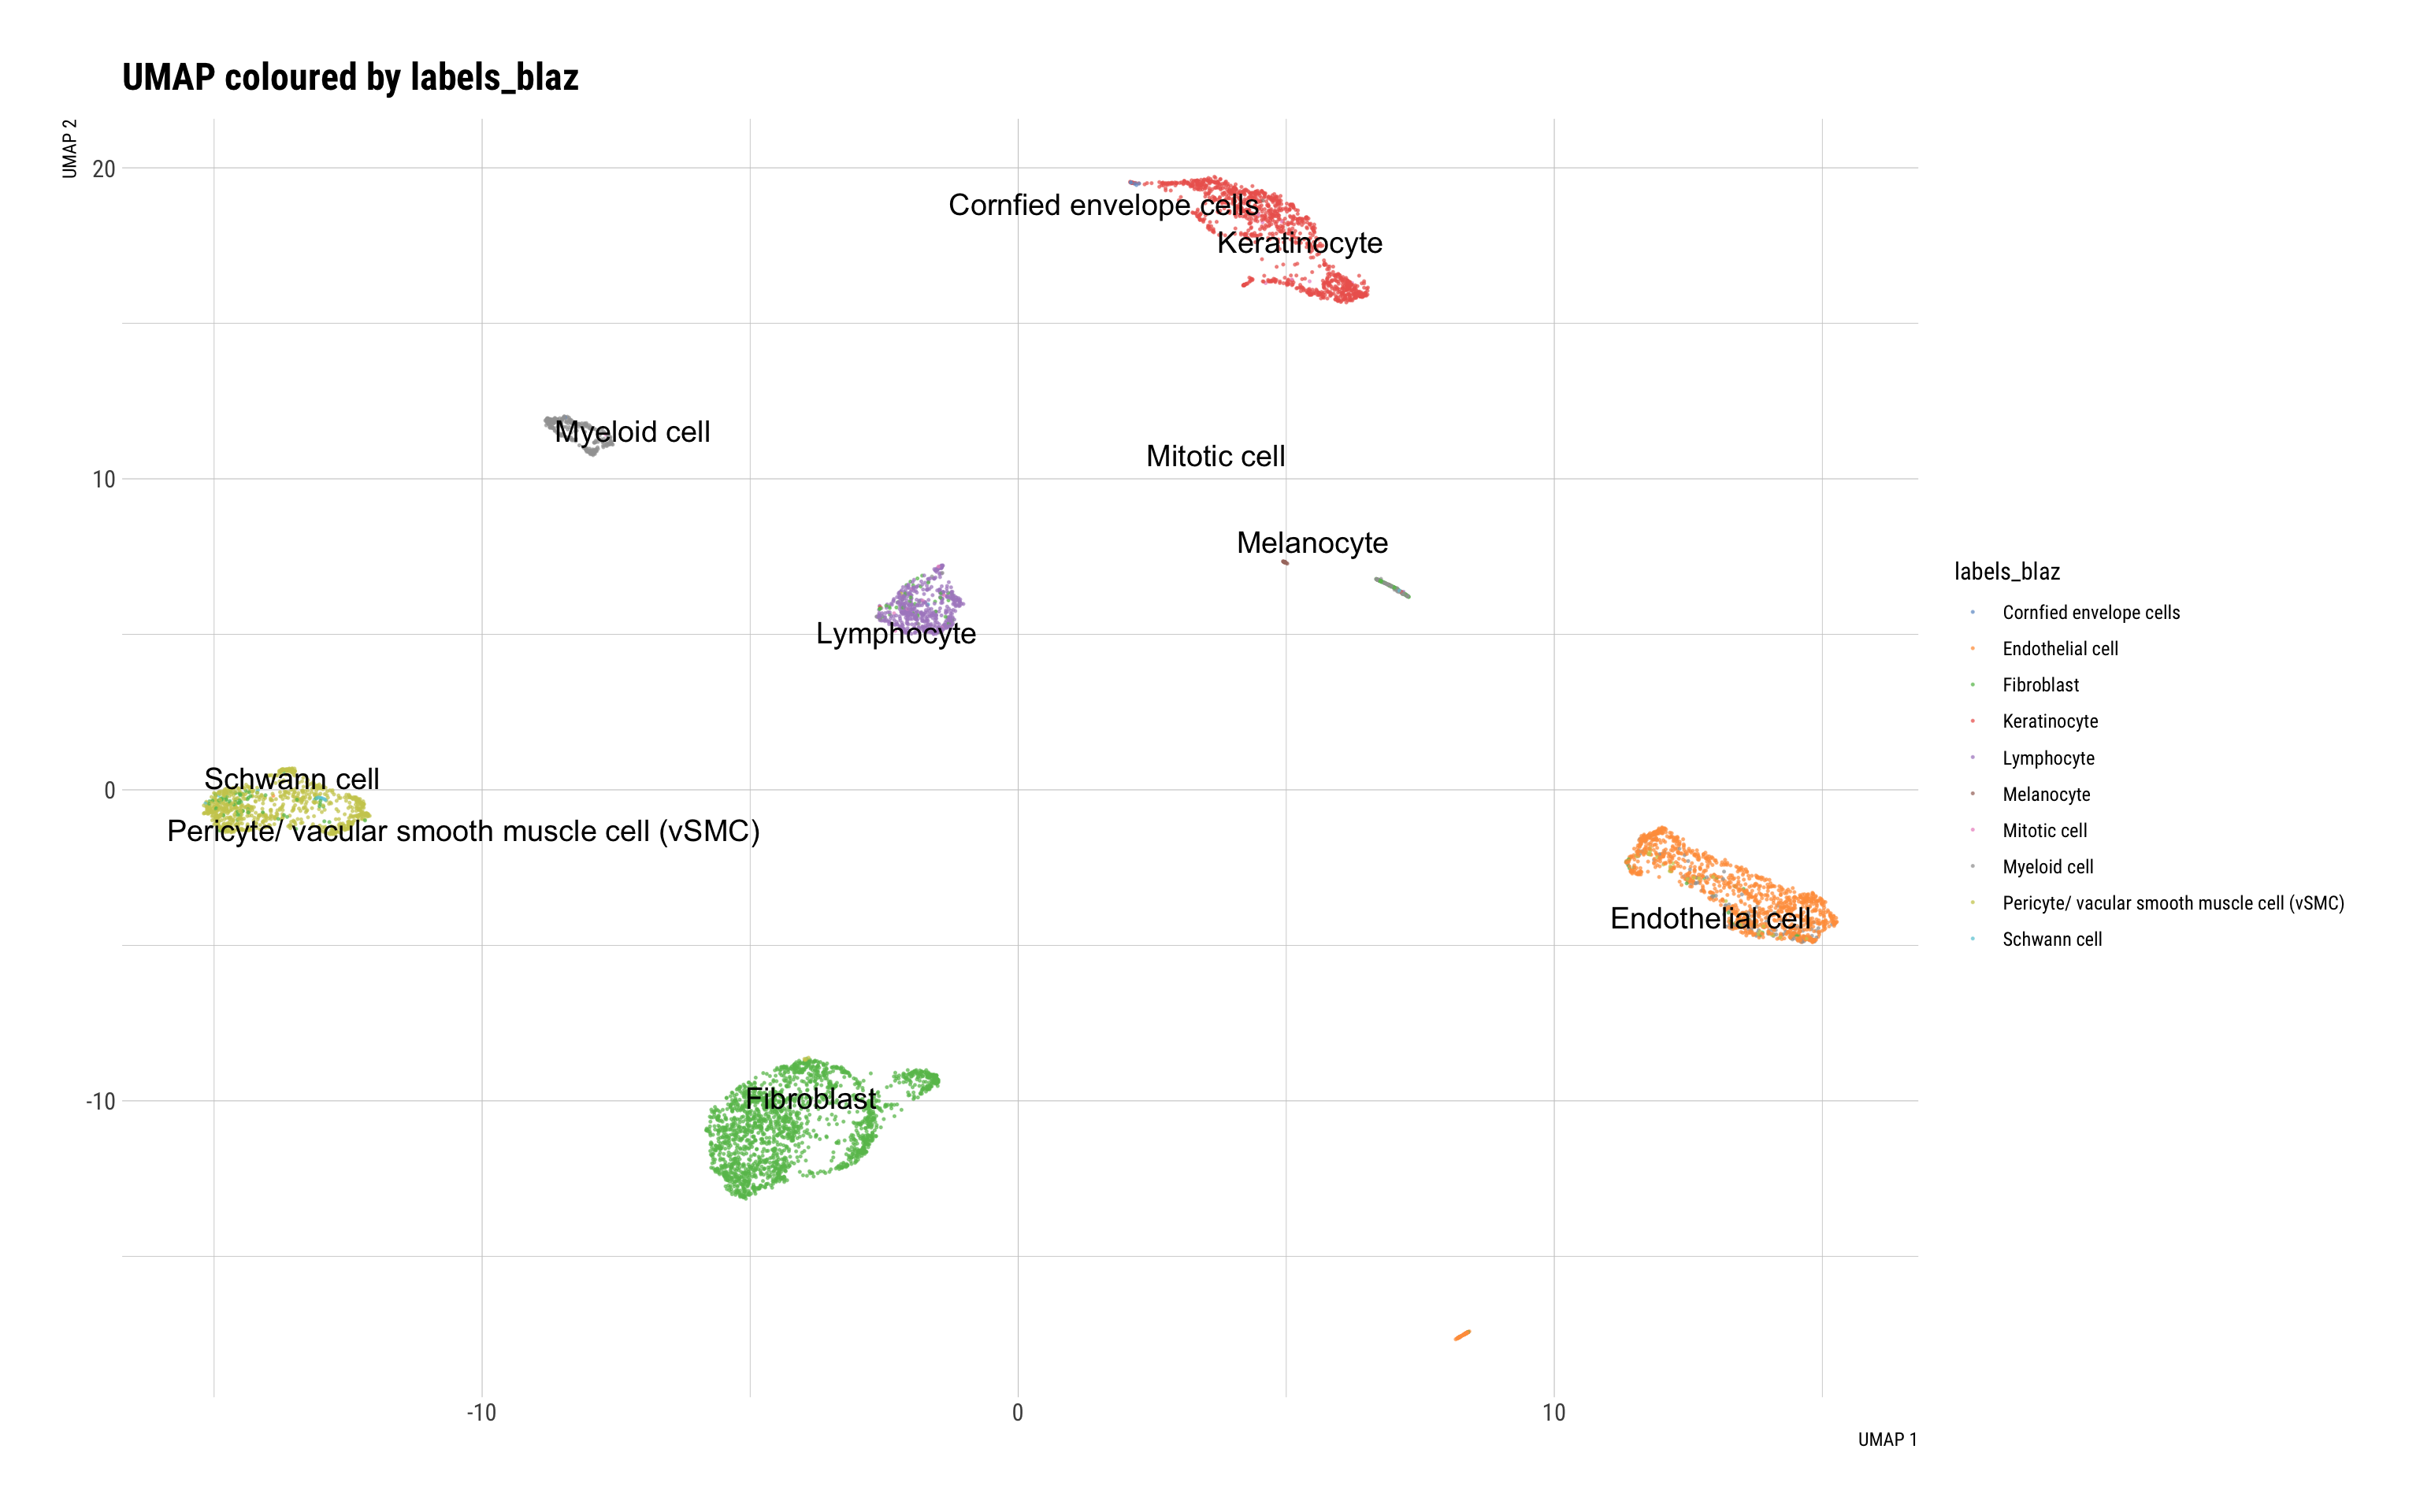 UMAP coloured by labels_blaz
UMAP 2
20
10
0
-10
Cornfied envelope cells
Keratinocyte
Myeloid cell
Mitotic cell
Melanocyte
Lymphocyte
Schwann cell
Pericyte/ vacular smooth muscle cell (vSMC)
Endothelial cell
Fibroblast
-10
0
10
UMAP 1
labels_blaz
Cornfied envelope cells
Endothelial cell
Fibroblast
Keratinocyte
Lymphocyte
Melanocyte
Mitotic cell
Myeloid cell
Pericyte/ vacular smooth muscle cell (vSMC)
Schwann cell